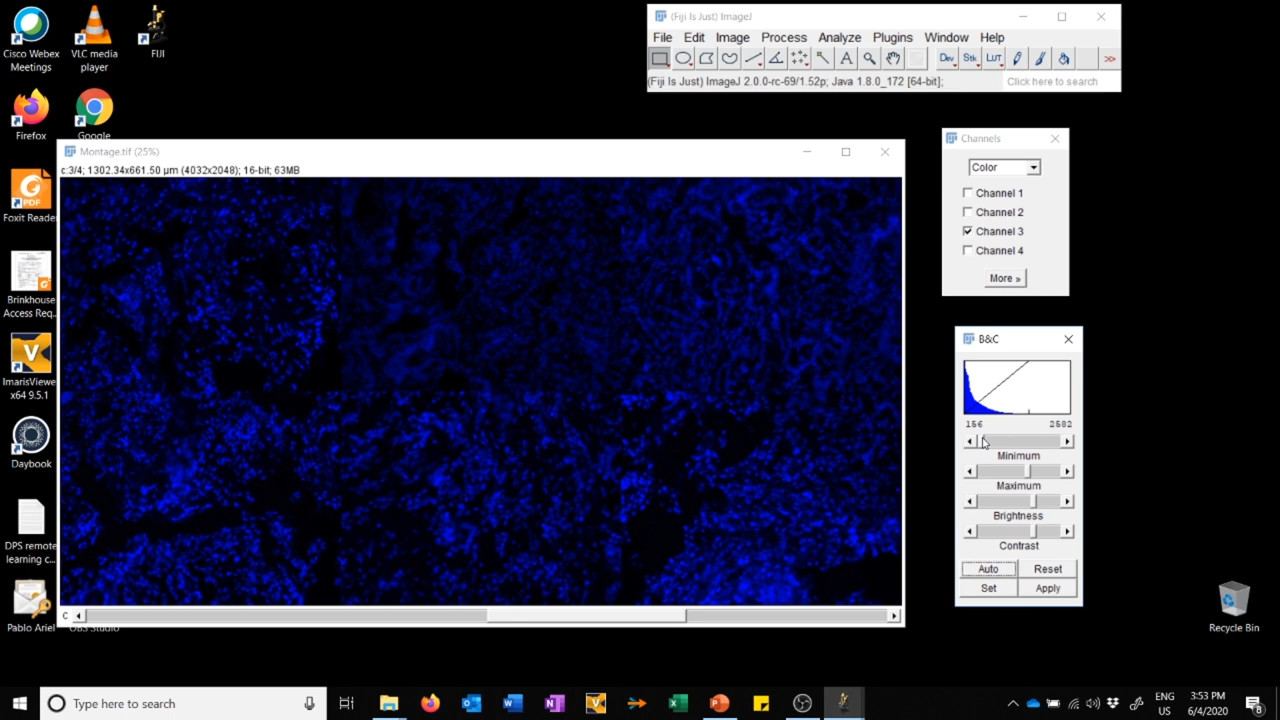 Cisco Webex
Meetings
VLC media
player
FIJI
Firefox
Google
Foxit Reader
Brinkhouse
Access Req...
ImarisViewer
x64 9.5.1
Daybook
DPS remote
learning c...
Pablo Ariel
OBS Studio
(Fiji Is Just) ImageJ
File Edit Image Process Analyze Plugins Window Help
Dev Stk LUT
(Fiji Is Just) ImageJ 2.0.0-rc-69/1.52p; Java 1.8.0_172 [64-bit];
Click here to search
Montage.tif (25%)
c:3/4; 1302.34x661.50 µm (4032x2048); 16-bit; 63MB
c
Channels
Color
Channel 1
Channel 2
Channel 3
Channel 4
More »
B&C
156 2582
Minimum
Maximum
Brightness
Contrast
Auto Reset
Set Apply
Recycle Bin
Type here to search
ENG
US
3:53 PM
6/4/2020
8